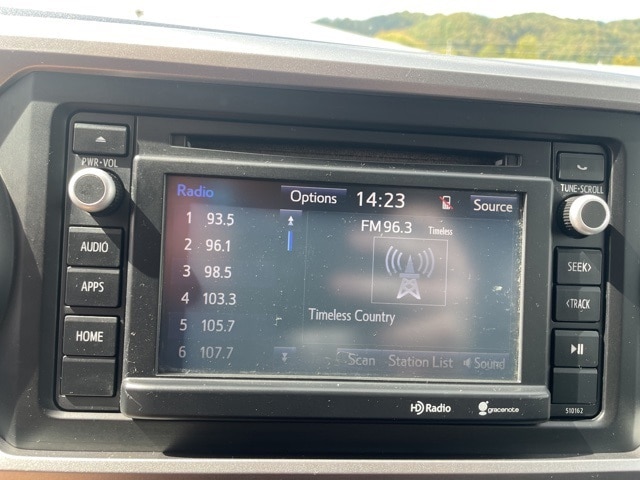 PWR•VOL
AUDIO
APPS
HOME
Radio
Options
14:23
Source
1 93.5
2 96.1
3 98.5
4 103.3
5 105.7
6 107.7
FM 96.3 Timeless
Timeless Country
Scan
Station List
Sound
HD Radio
gracenote
TUNE•SCROLL
SEEK>
<TRACK
510162